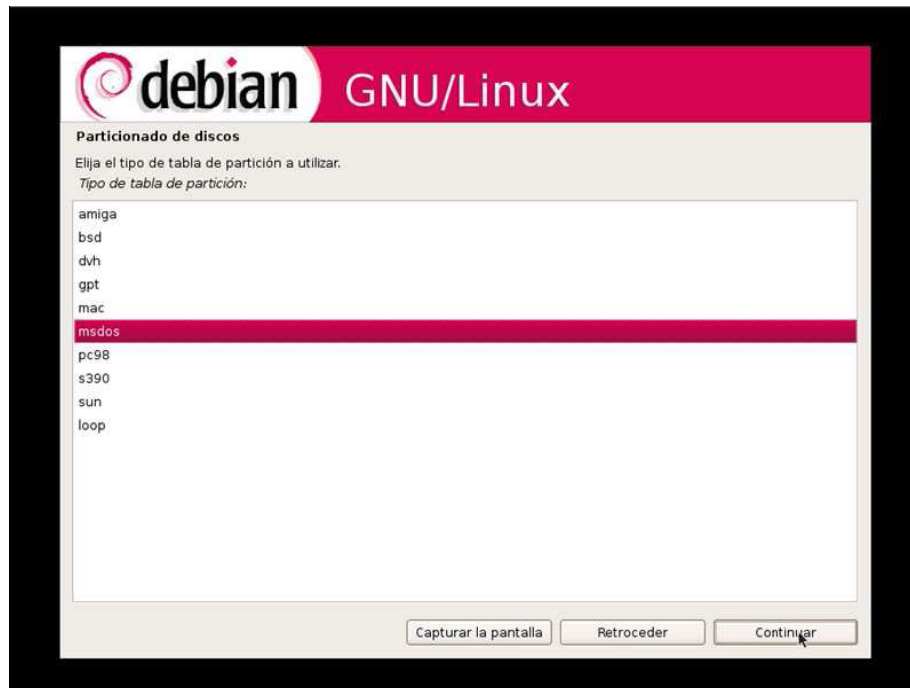 debian GNU/Linux
Particionado de discos
Elija el tipo de tabla de partición a utilizar.
Tipo de tabla de partición:
amiga
bsd
dvh
gpt
mac
msdos
pc98
s390
sun
loop
Capturar la pantalla Retroceder Continuar